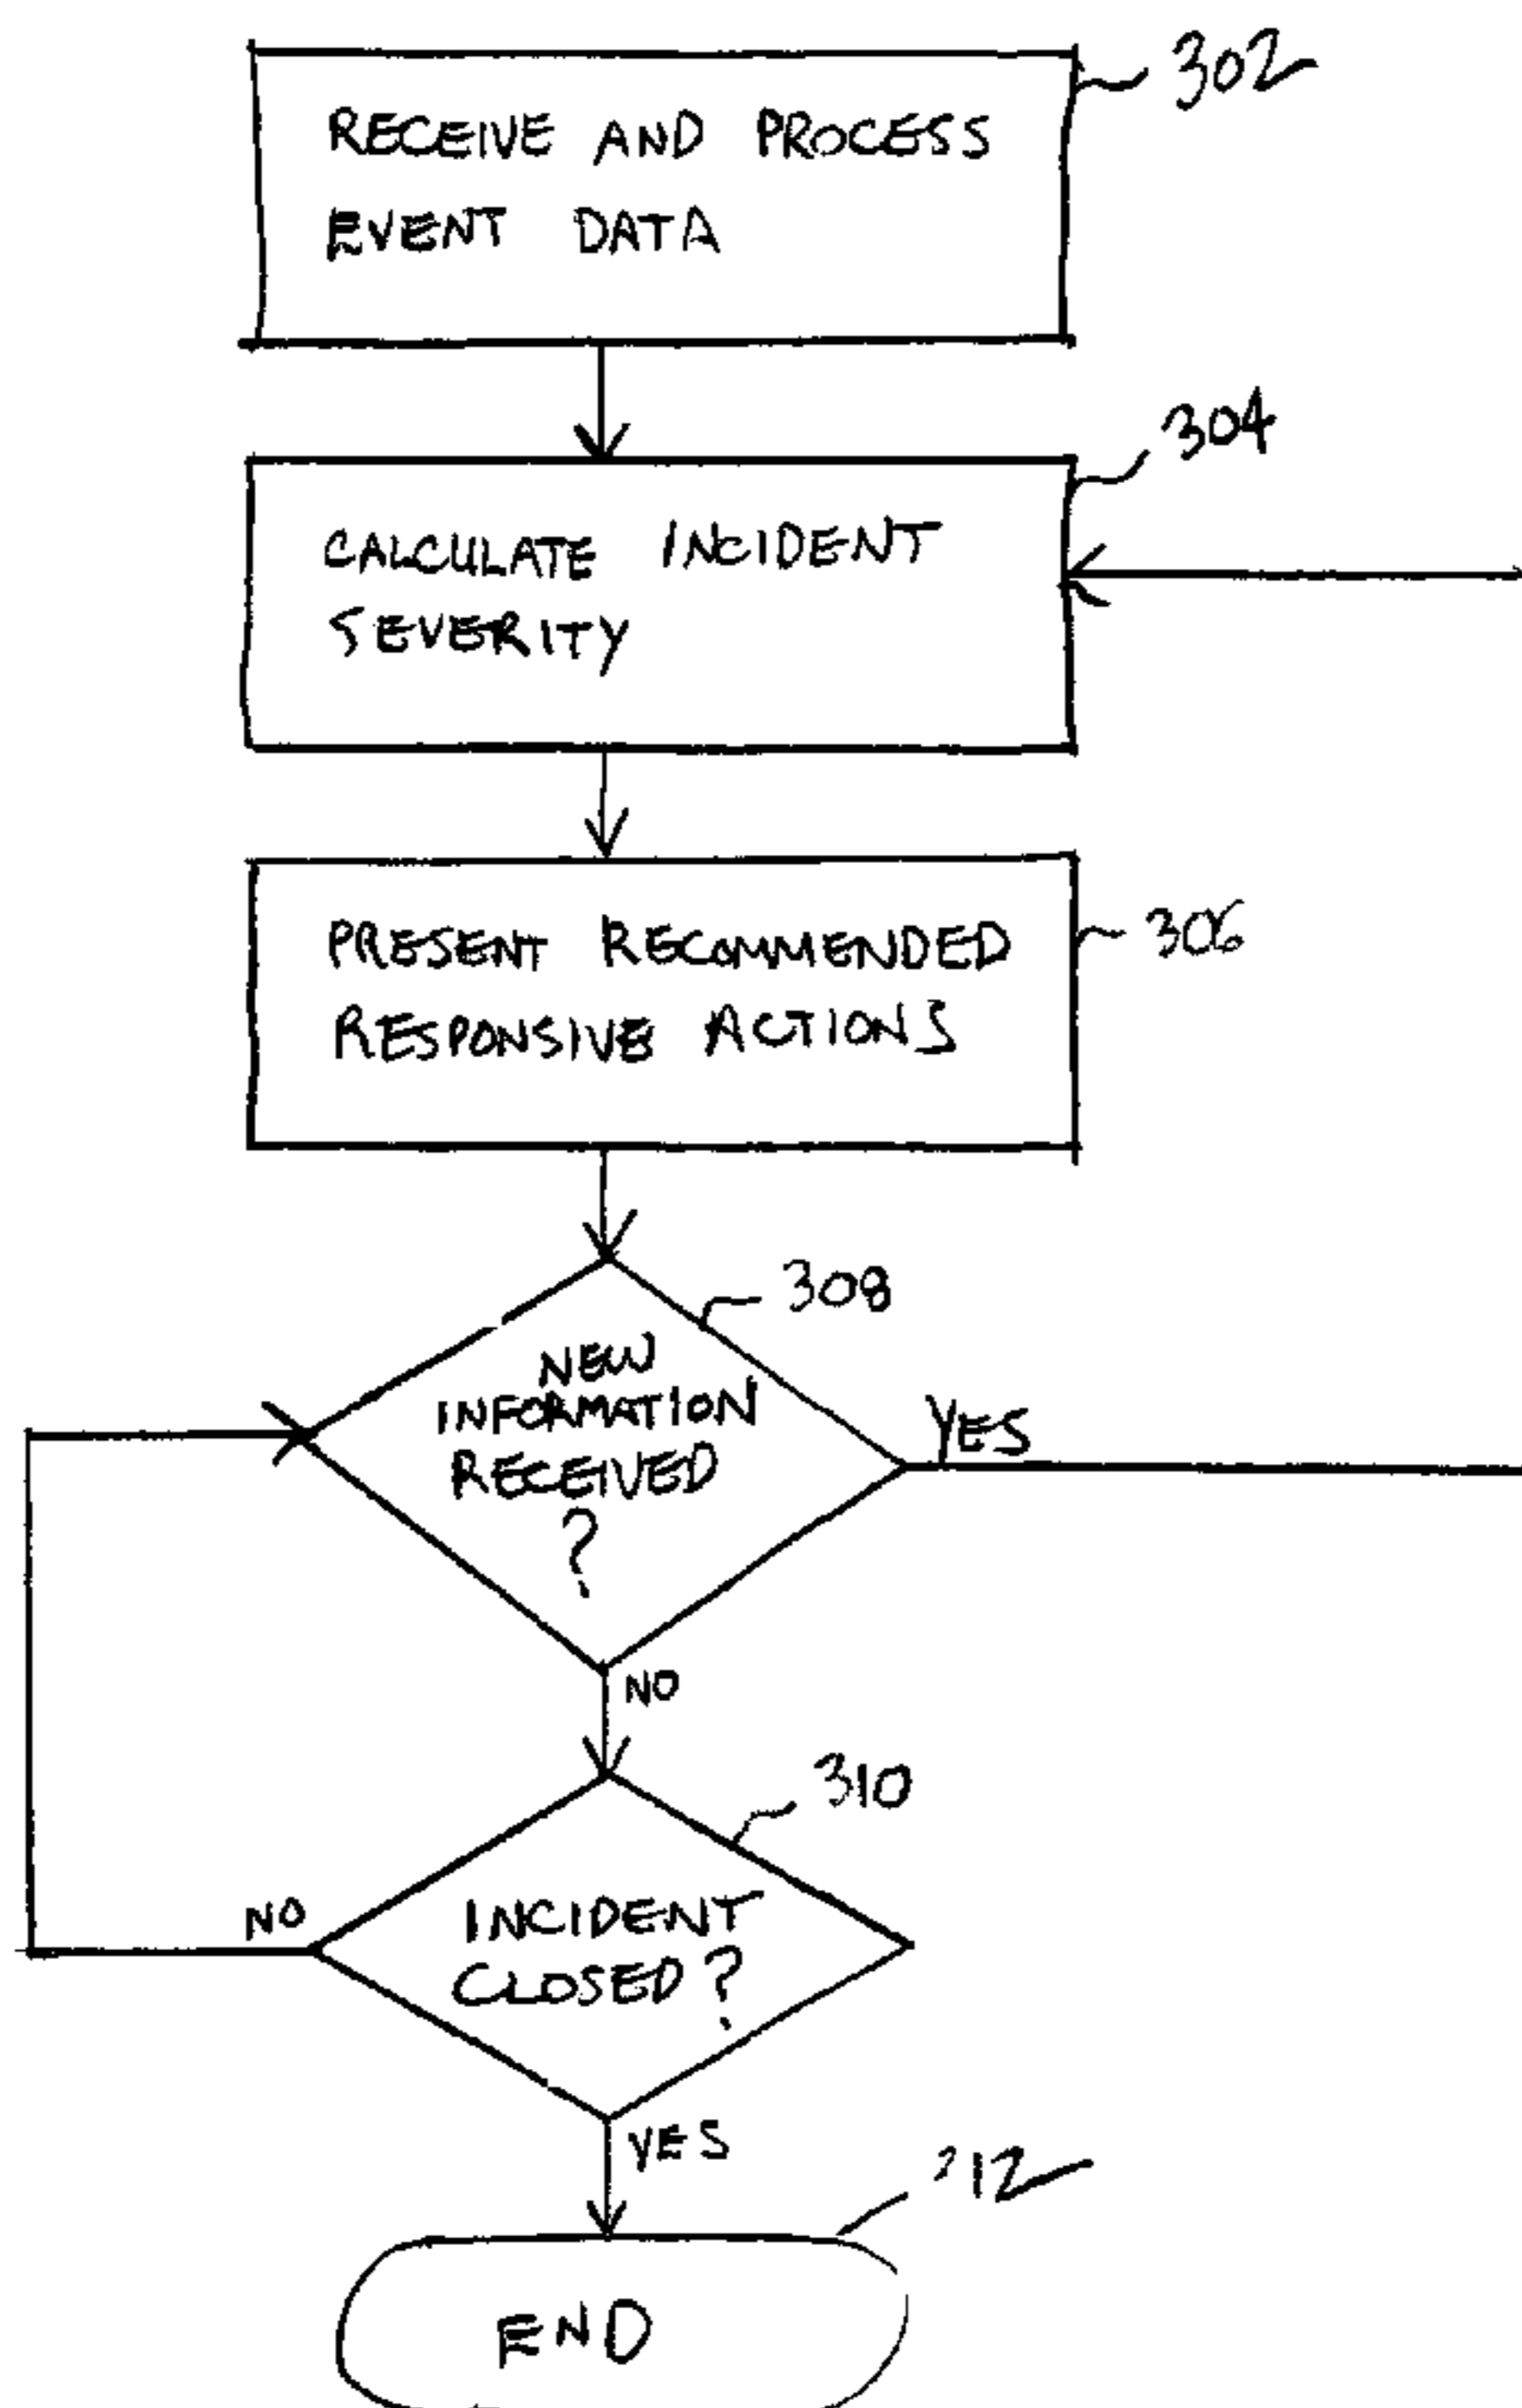 302
RECEIVE AND PROCESS
EVENT DATA
304
CALCULATE INCIDENT
SEVERITY
306
PRESENT RECOMMENDED
RESPONSIVE ACTIONS
308
NEW
INFORMATION
RECEIVED
?
YES
NO
310
INCIDENT
CLOSED?
NO
YES
END